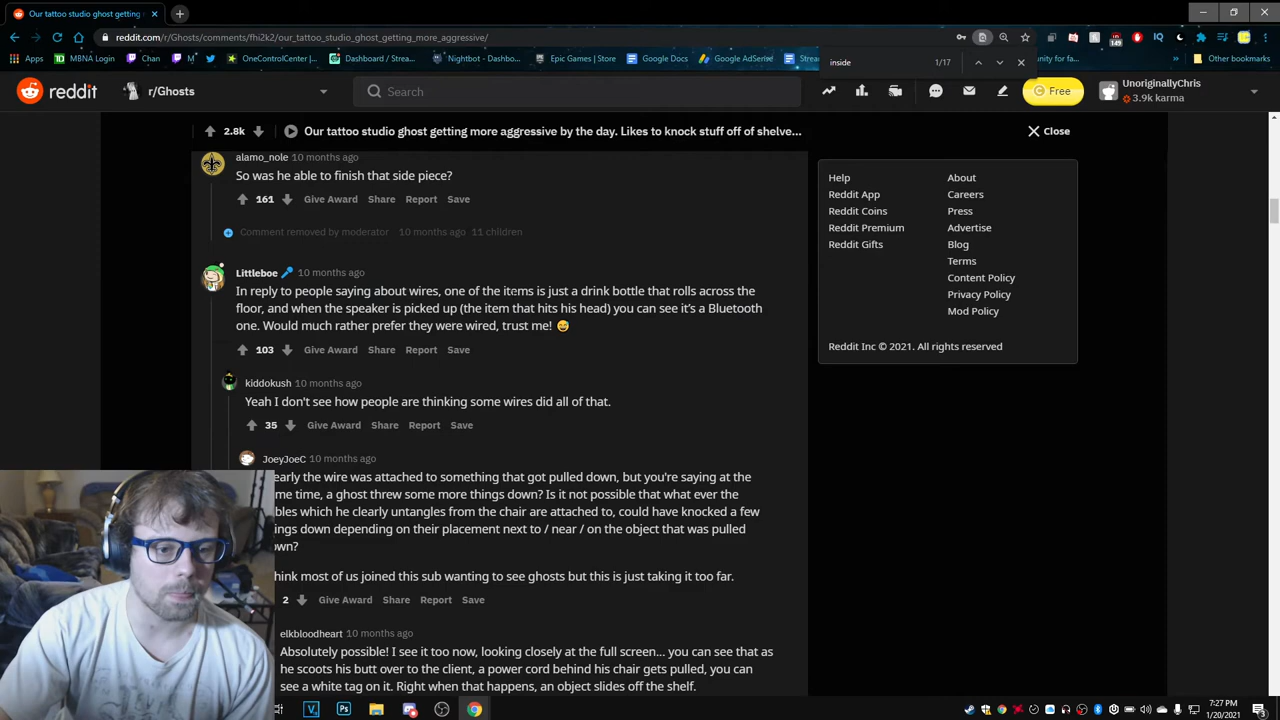 Our tattoo studio ghost getting
reddit.com/r/Ghosts/comments/fhi2k2/our_tattoo_studio_ghost_getting_more_aggressive/
Apps
MBNA Login
Chan
Twitch
M
OneControlCenter |
Dashboard / Stream...
Nightbot - Dashbo...
Epic Games | Store
Google Docs
Google AdSense
Strea
unity for fa...
Other bookmarks
inside
1/17
149
IQ
reddit
r/Ghosts
Search
Free
UnoriginallyChris
3.9k karma
2.8k
Our tattoo studio ghost getting more aggressive by the day. Likes to knock stuff off of shelve...
Close
alamo_nole 10 months ago
So was he able to finish that side piece?
161 Give Award Share Report Save
Comment removed by moderator 10 months ago 11 children
Littleboe 10 months ago
In reply to people saying about wires, one of the items is just a drink bottle that rolls across the
floor, and when the speaker is picked up (the item that hits his head) you can see it's a Bluetooth
one. Would much rather prefer they were wired, trust me! 😅
103 Give Award Share Report Save
kiddokush 10 months ago
Yeah I don't see how people are thinking some wires did all of that.
35 Give Award Share Report Save
JoeyJoeC 10 months ago
early the wire was attached to something that got pulled down, but you're saying at the
me time, a ghost threw some more things down? Is it not possible that what ever the
bles which he clearly untangles from the chair are attached to, could have knocked a few
ings down depending on their placement next to / near / on the object that was pulled
own?
hink most of us joined this sub wanting to see ghosts but this is just taking it too far.
2 Give Award Share Report Save
elkbloodheart 10 months ago
Absolutely possible! I see it too now, looking closely at the full screen... you can see that as
he scoots his butt over to the client, a power cord behind his chair gets pulled, you can
see a white tag on it. Right when that happens, an object slides off the shelf.
Help
About
Reddit App
Careers
Reddit Coins
Press
Reddit Premium
Advertise
Reddit Gifts
Blog
Terms
Content Policy
Privacy Policy
Mod Policy
Reddit Inc © 2021. All rights reserved
7:27 PM
1/20/2021